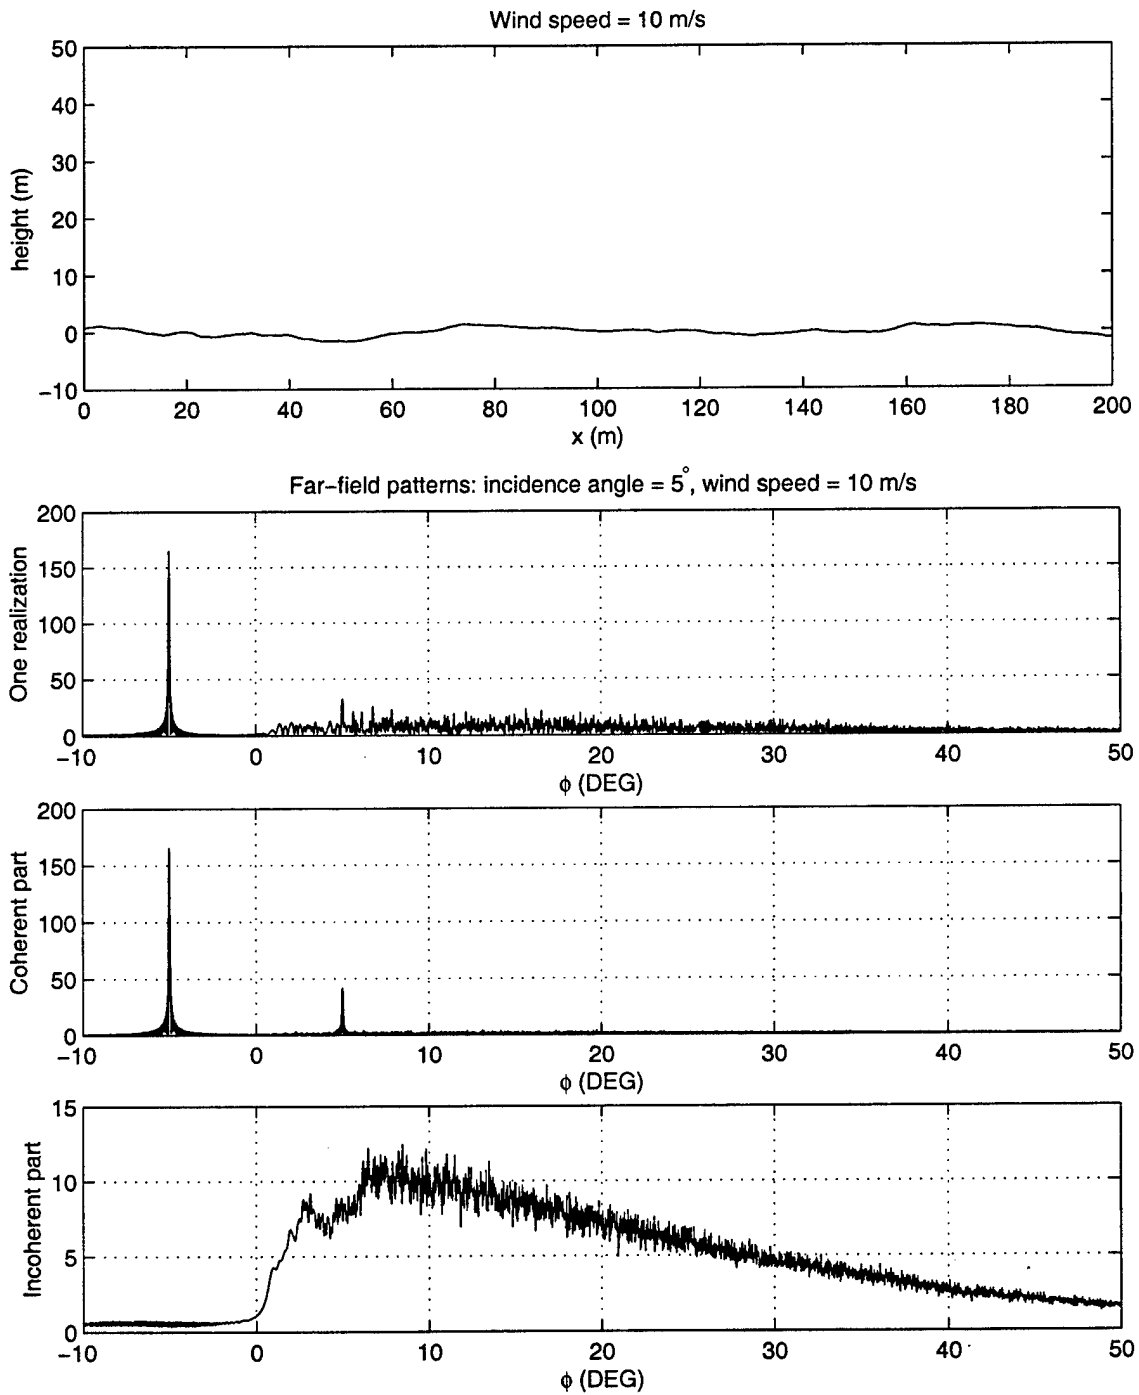 Wind speed = 10 m/s
50
40
30
20
10
0
−10
height (m)
0 20 40 60 80 100 120 140 160 180 200
x (m)
Far−field patterns: incidence angle = 5°, wind speed = 10 m/s
200
150
100
50
0
One realization
−10 0 10 20 30 40 50
ϕ (DEG)
200
150
100
50
0
Coherent part
−10 0 10 20 30 40 50
ϕ (DEG)
15
10
5
0
Incoherent part
−10 0 10 20 30 40 50
ϕ (DEG)